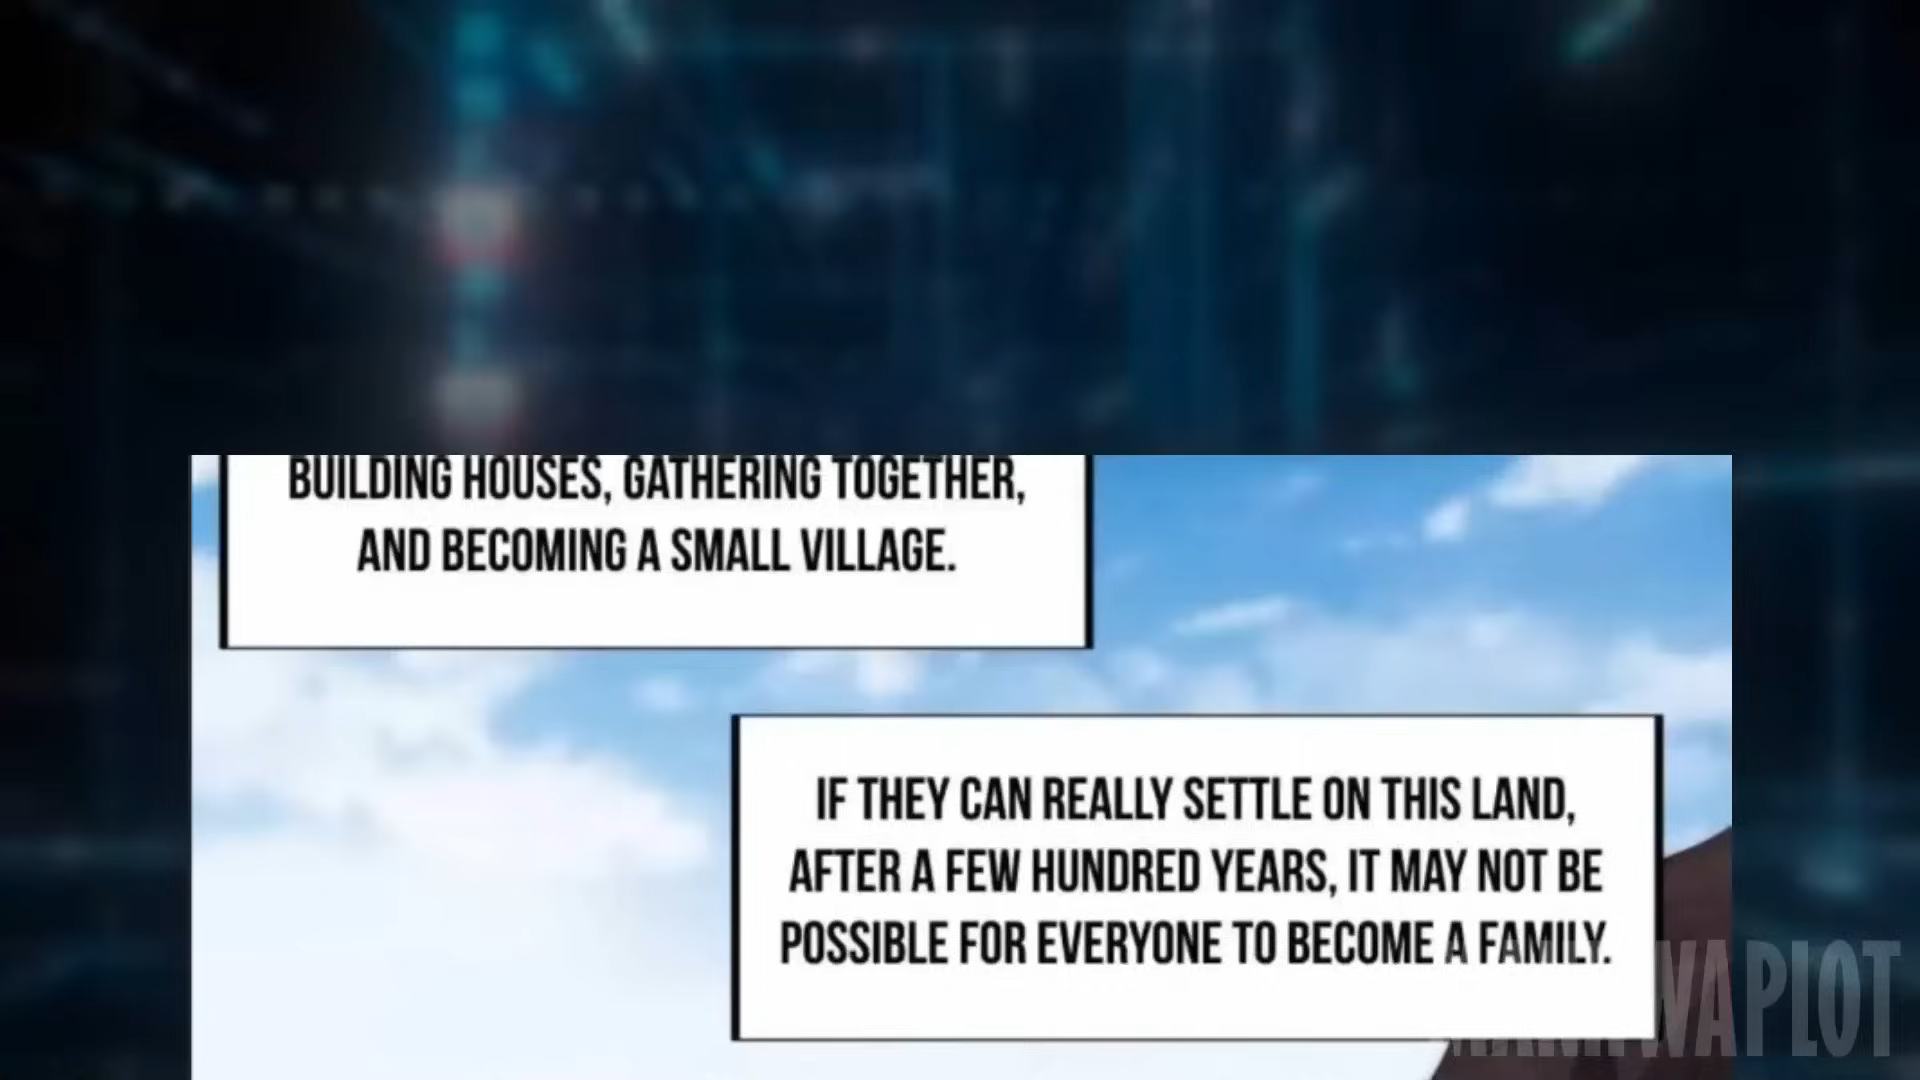 BUILDING HOUSES, GATHERING TOGETHER,
AND BECOMING A SMALL VILLAGE.
IF THEY CAN REALLY SETTLE ON THIS LAND,
AFTER A FEW HUNDRED YEARS, IT MAY NOT BE
POSSIBLE FOR EVERYONE TO BECOME A FAMILY.
MANHWAPLOT